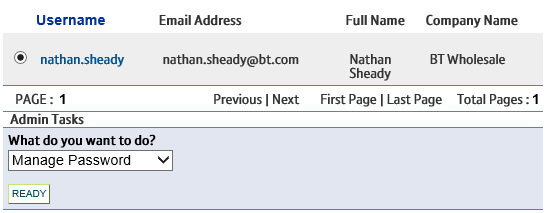 Username Email Address Full Name Company Name
nathan.sheady nathan.sheady@bt.com Nathan Sheady BT Wholesale
PAGE : 1 Previous | Next First Page | Last Page Total Pages : 1
Admin Tasks
What do you want to do?
Manage Password
READY